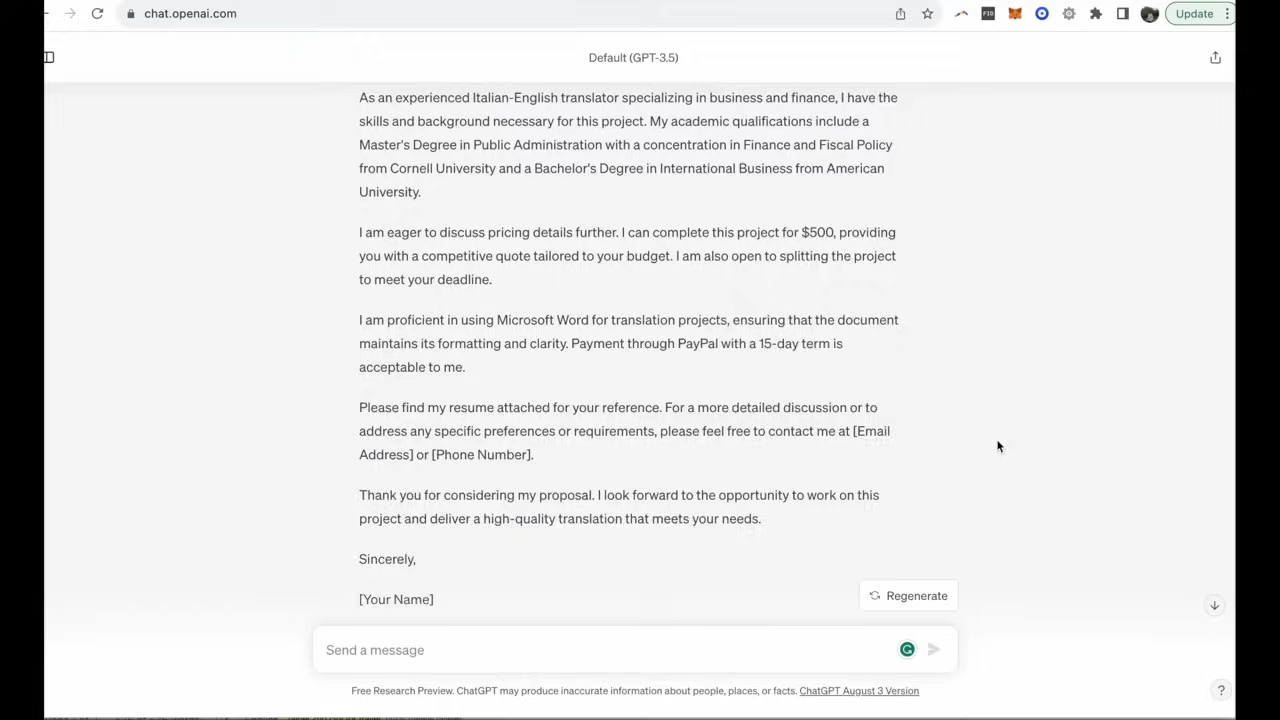 chat.openai.com
Update
Default (GPT-3.5)
As an experienced Italian-English translator specializing in business and finance, I have the
skills and background necessary for this project. My academic qualifications include a
Master's Degree in Public Administration with a concentration in Finance and Fiscal Policy
from Cornell University and a Bachelor's Degree in International Business from American
University.
I am eager to discuss pricing details further. I can complete this project for $500, providing
you with a competitive quote tailored to your budget. I am also open to splitting the project
to meet your deadline.
I am proficient in using Microsoft Word for translation projects, ensuring that the document
maintains its formatting and clarity. Payment through PayPal with a 15-day term is
acceptable to me.
Please find my resume attached for your reference. For a more detailed discussion or to
address any specific preferences or requirements, please feel free to contact me at [Email
Address] or [Phone Number].
Thank you for considering my proposal. I look forward to the opportunity to work on this
project and deliver a high-quality translation that meets your needs.
Sincerely,
[Your Name]
Regenerate
Send a message
Free Research Preview. ChatGPT may produce inaccurate information about people, places, or facts. ChatGPT August 3 Version
?